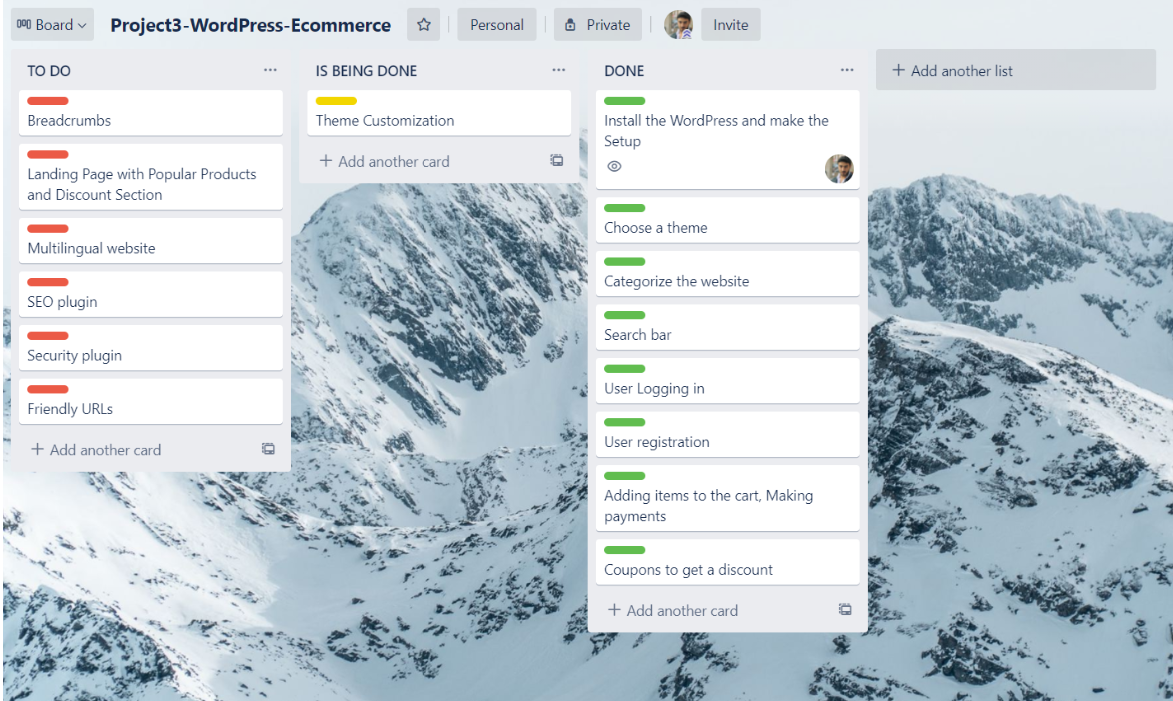 Board
Project3-WordPress-Ecommerce
Personal
Private
Invite
TO DO
Breadcrumbs
Landing Page with Popular Products
and Discount Section
Multilingual website
SEO plugin
Security plugin
Friendly URLs
+ Add another card
IS BEING DONE
Theme Customization
+ Add another card
DONE
Install the WordPress and make the
Setup
Choose a theme
Categorize the website
Search bar
User Logging in
User registration
Adding items to the cart, Making
payments
Coupons to get a discount
+ Add another card
+ Add another list